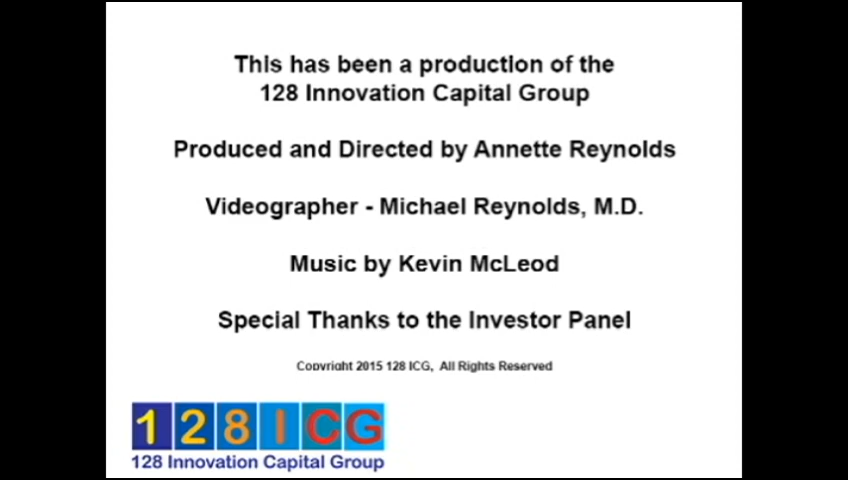 This has been a production of the
128 Innovation Capital Group
Produced and Directed by Annette Reynolds
Videographer - Michael Reynolds, M.D.
Music by Kevin McLeod
Special Thanks to the Investor Panel
Copyright 2015 128 ICG, All Rights Reserved
128ICG
128 Innovation Capital Group